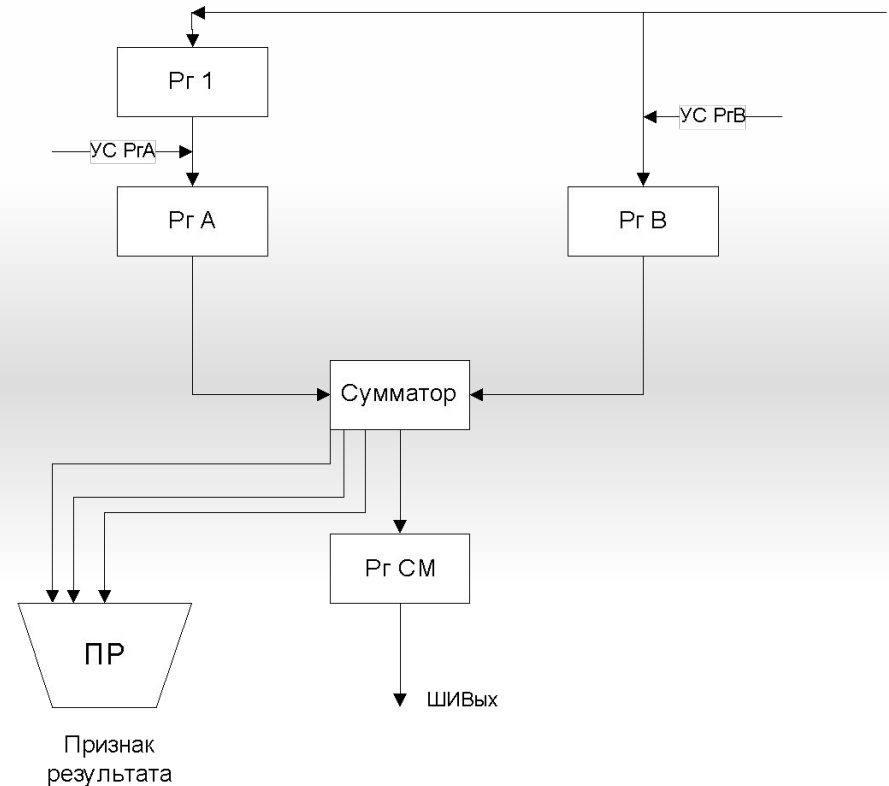 Рг 1
УС РгВ
УС РгА
Рг А
Рг В
Сумматор
Рг СМ
ПР
ШИВых
Признак
результата